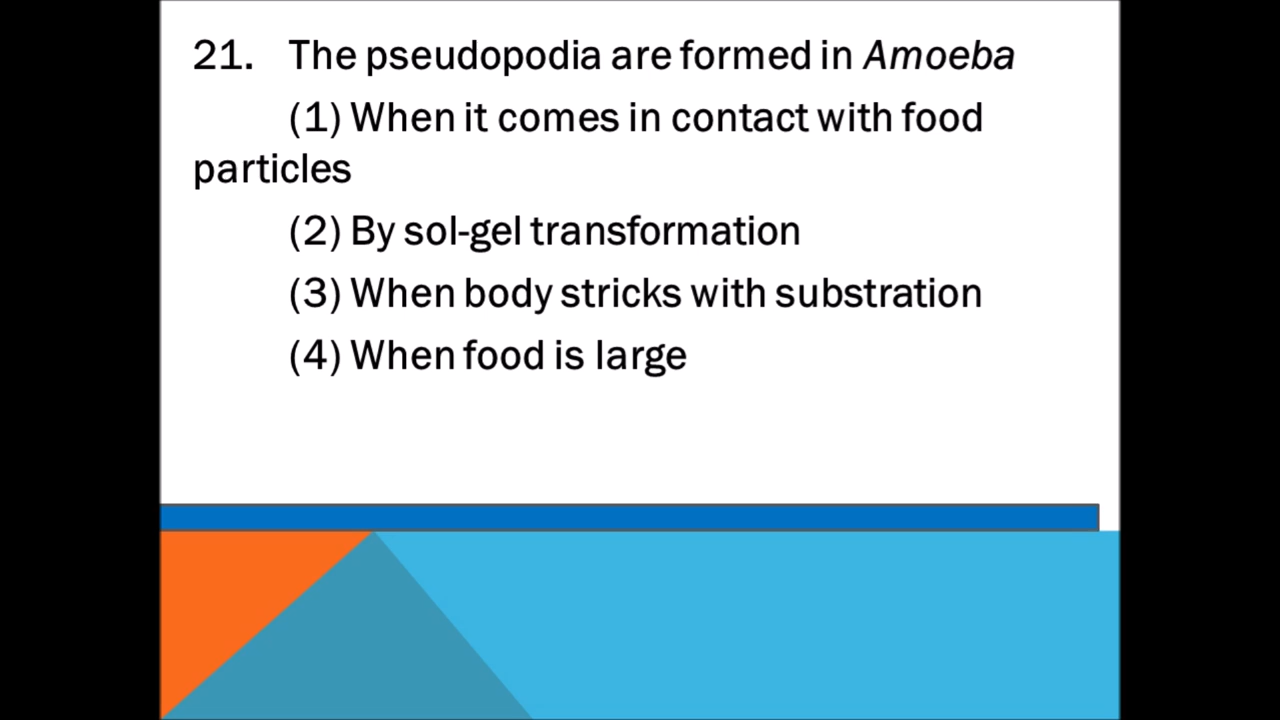 21. The pseudopodia are formed in Amoeba
(1) When it comes in contact with food
particles
(2) By sol-gel transformation
(3) When body stricks with substration
(4) When food is large